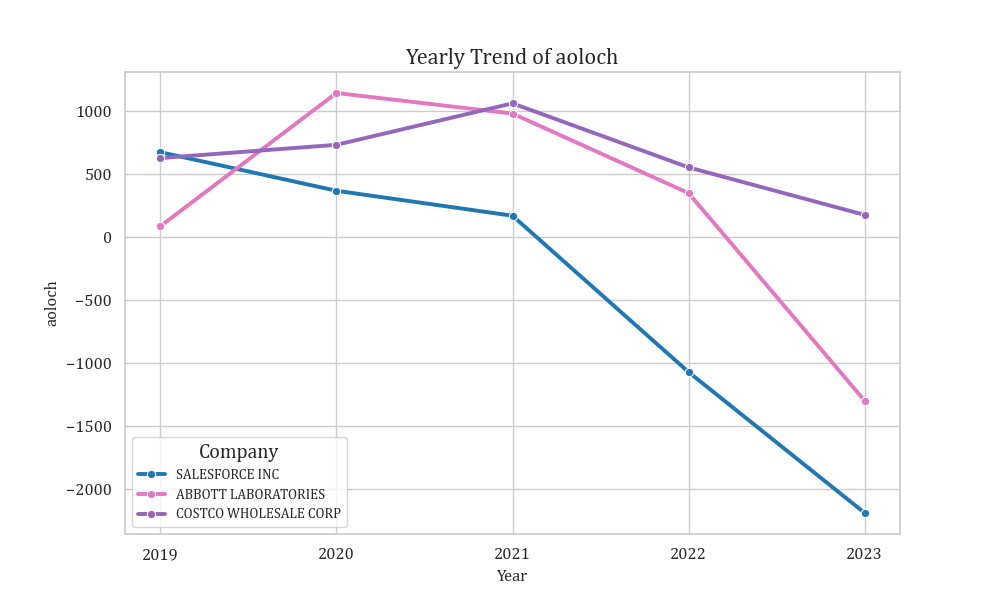 Yearly Trend of aoloch
1000
500
0
−500
−1000
−1500
−2000
aoloch
Company
SALESFORCE INC
ABBOTT LABORATORIES
COSTCO WHOLESALE CORP
2019 2020 2021 2022 2023
Year